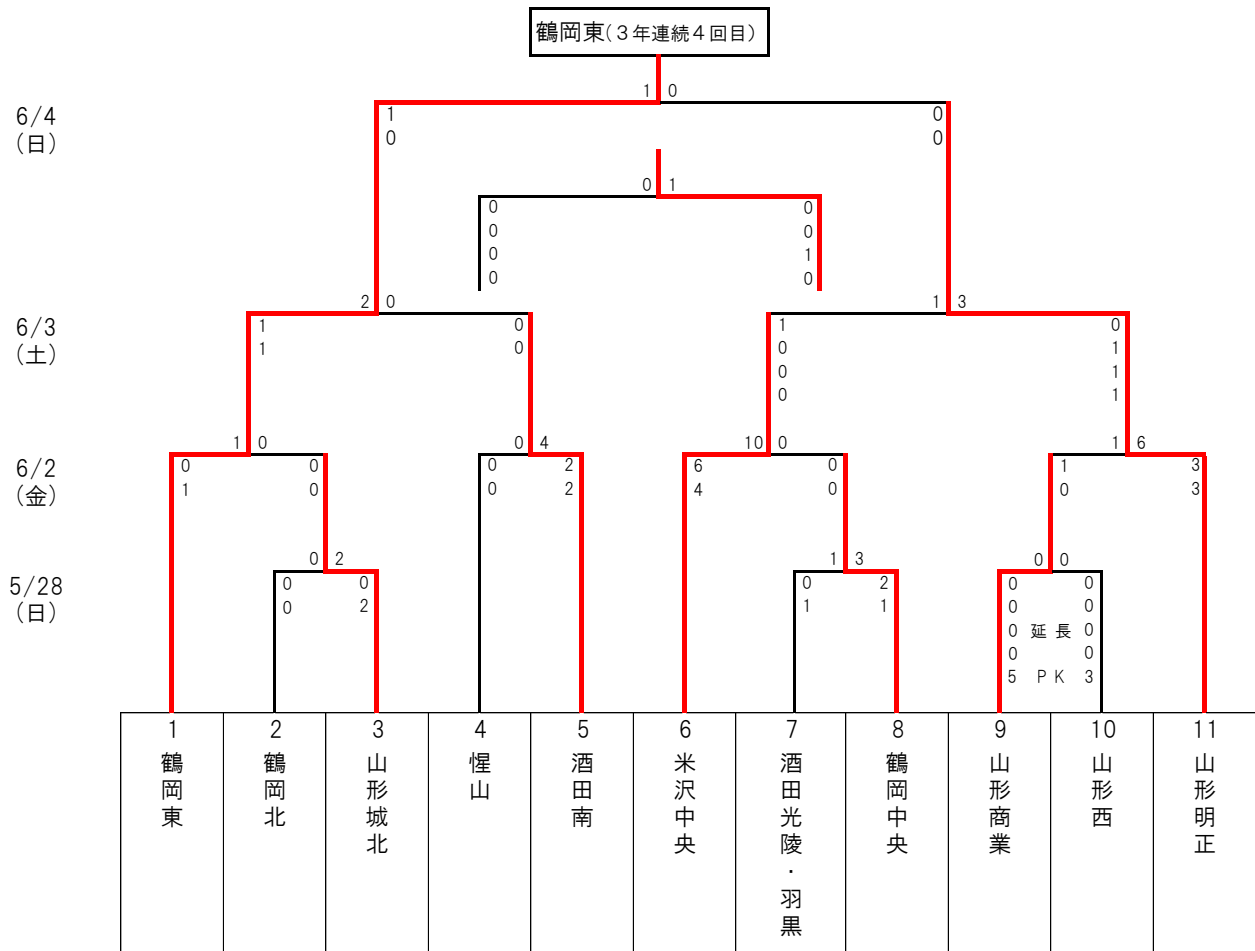 鶴岡東(3年連続4回目)
1 0
6/4
(日)
1 0
0 0
0 1
0 0
0 0
0 1
0 0
2 0 1 3
6/3
(土)
1 0 1 0
1 0 0 1
0 1
0 1
1 0 0 4 10 0 1 6
6/2
(金)
0 0 0 2 6 0 1 3
1 0 0 2 4 0 0 3
0 2 1 3 0 0
5/28
(日)
0 0 0 2 0 0
0 2 1 1 0 0
0 延長 0
0 0
5 PK 3
1 2 3 4 5 6 7 8 9 10 11
鶴岡東
鶴岡北
山形城北
惺山
酒田南
米沢中央
酒田光陵・羽黒
鶴岡中央
山形商業
山形西
山形明正